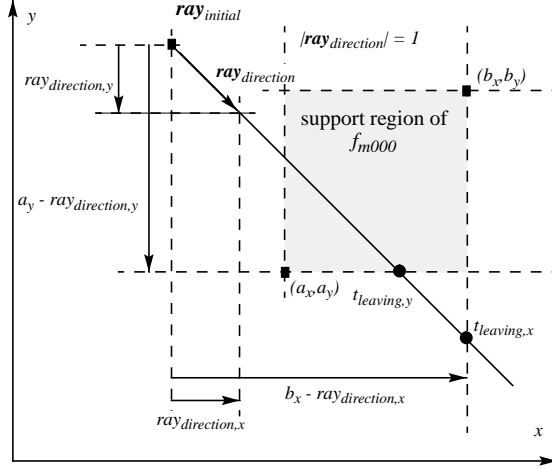 y
ray_initial
|ray_direction| = 1
ray_direction
(b_x,b_y)
ray_direction,y
support region of
f_m000
a_y - ray_direction,y
(a_x,a_y)
t_leaving,y
t_leaving,x
b_x - ray_direction,x
ray_direction,x
x